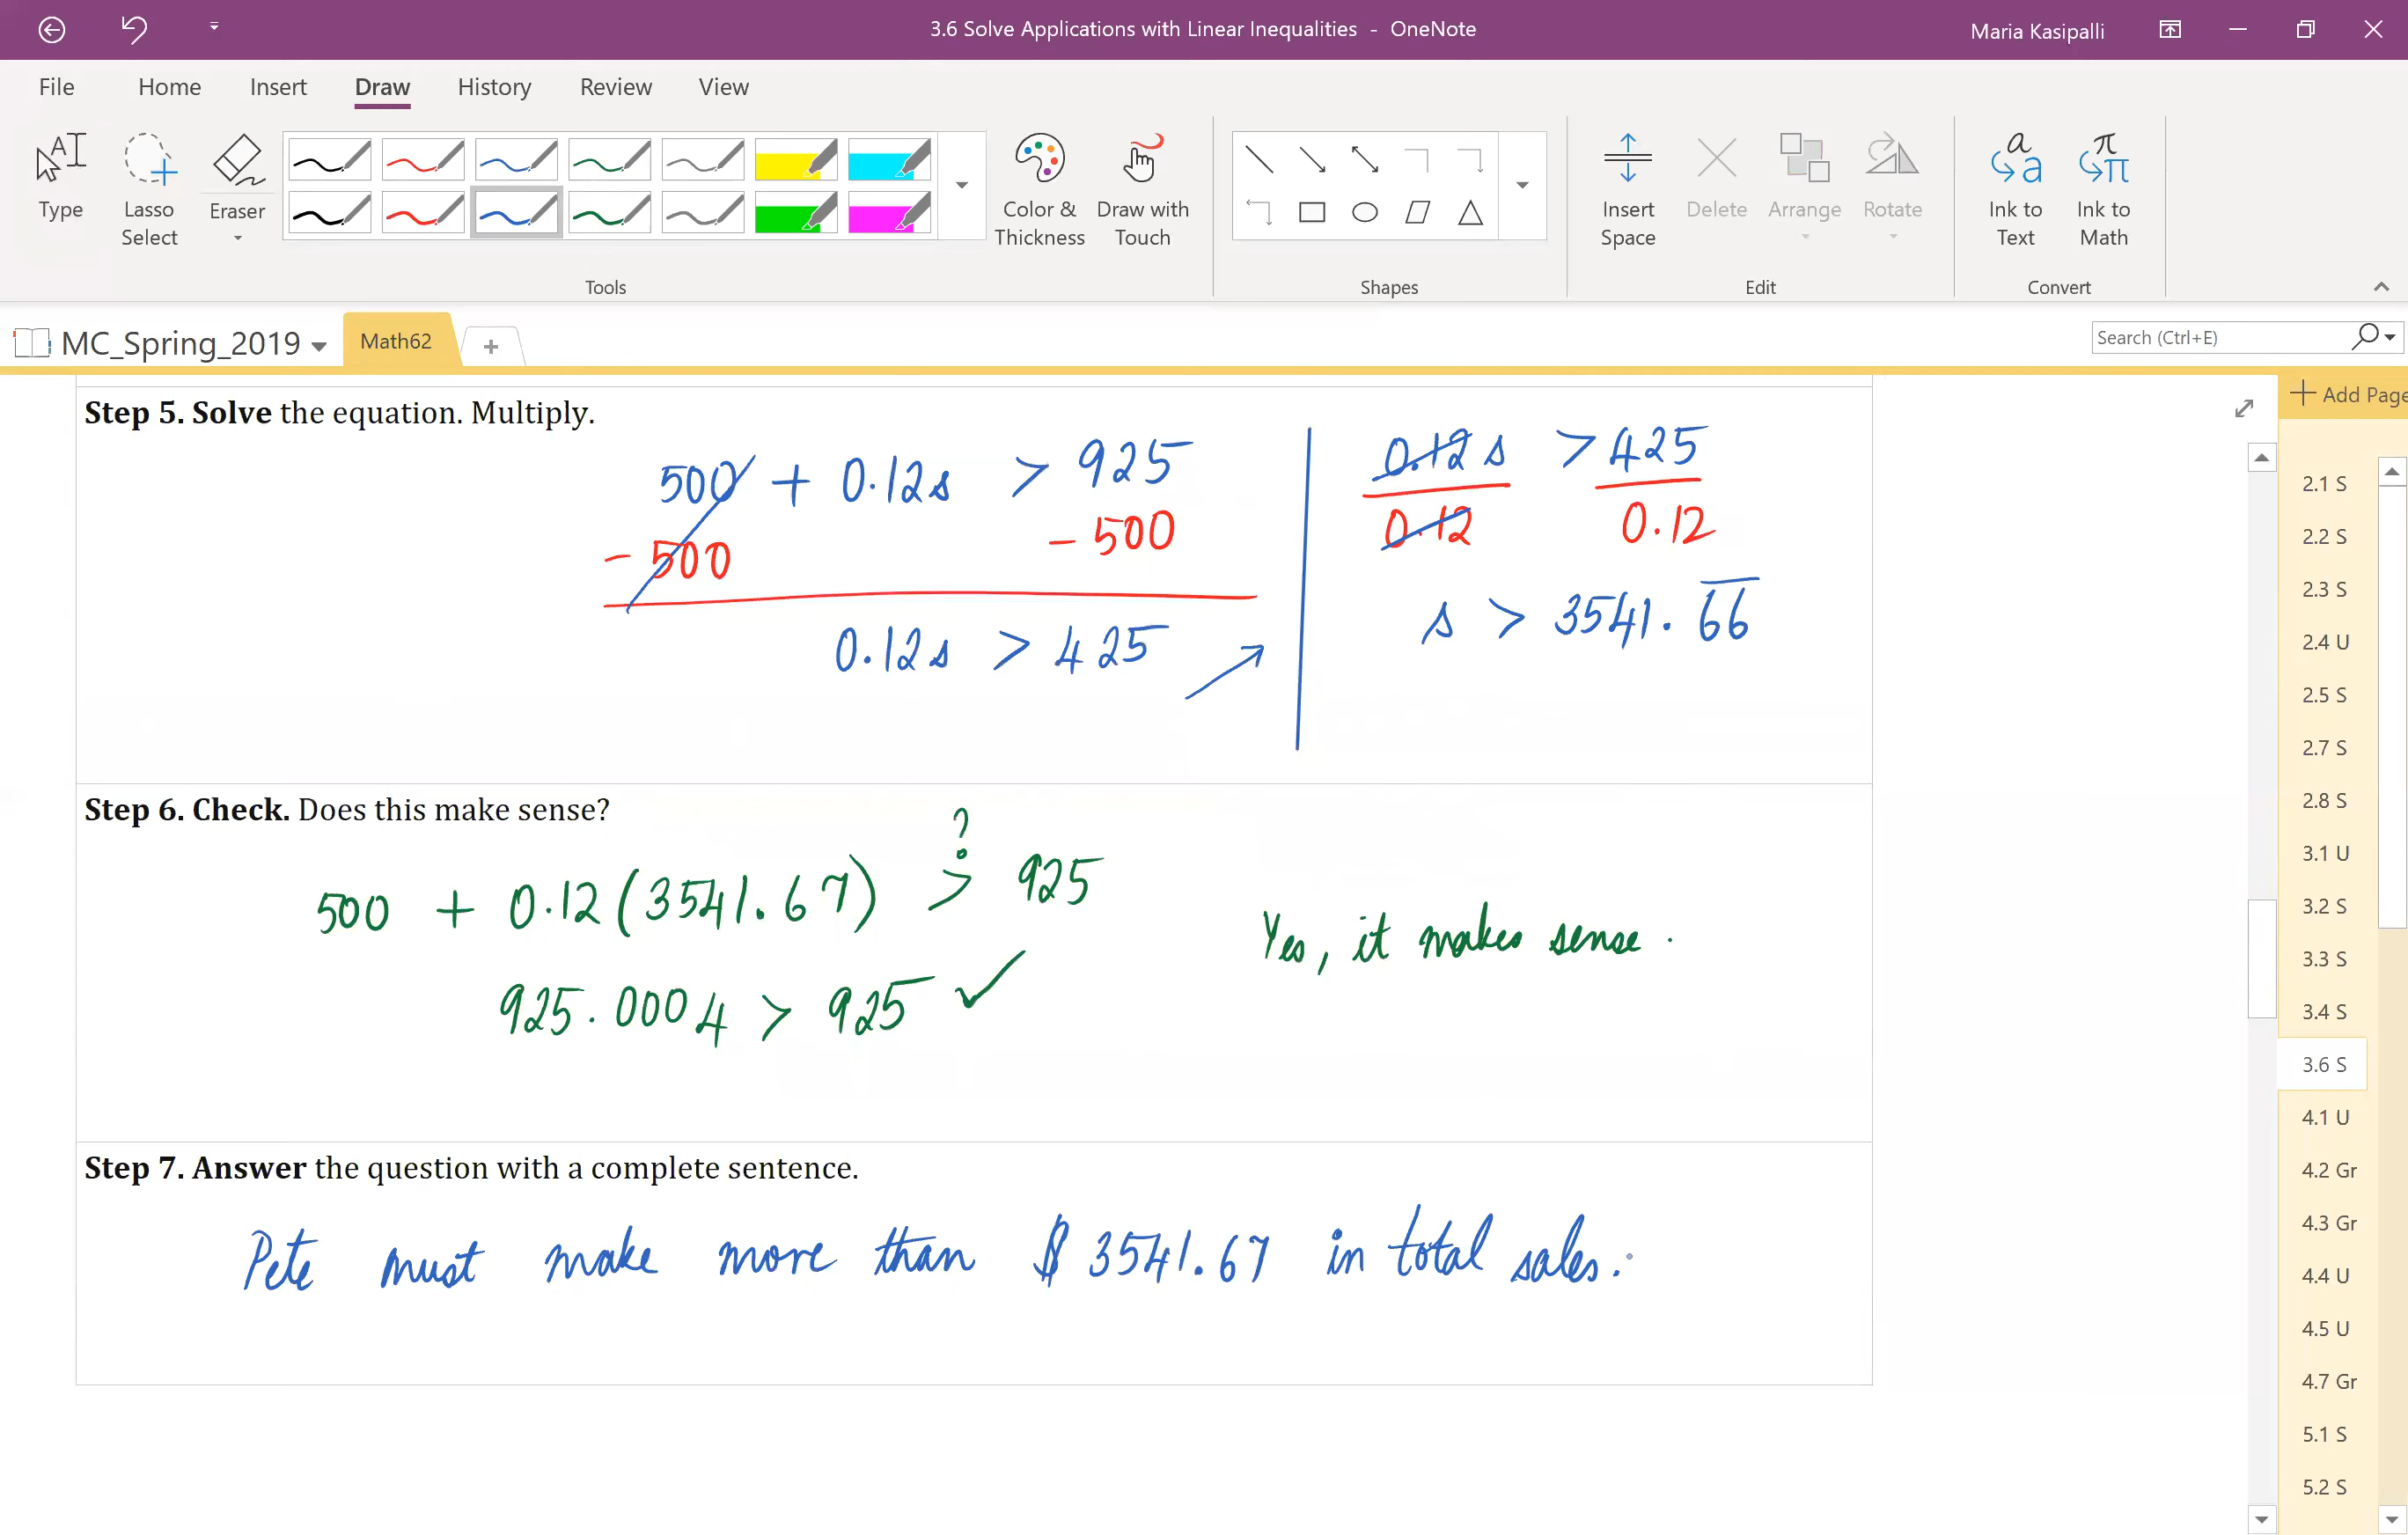 3.6 Solve Applications with Linear Inequalities - OneNote
Maria Kasipalli
File Home Insert Draw History Review View
Type
Lasso Select
Eraser
Color & Thickness
Draw with Touch
Insert Space
Delete
Arrange
Rotate
Ink to Text
Ink to Math
Tools Shapes Edit Convert
MC_Spring_2019 Math62
Search (Ctrl+E)
Add Page
Step 5. Solve the equation. Multiply.
500 + 0.12s > 925
- 500 - 500
0.12s > 425
0.12s > 425
0.12 0.12
s > 3541.6̅6̅
Step 6. Check. Does this make sense?
?
500 + 0.12(3541.67) > 925
925.0004 > 925 ✓
Yes, it makes sense.
Step 7. Answer the question with a complete sentence.
Pete must make more than $3541.67 in total sales.
2.1 S
2.2 S
2.3 S
2.4 U
2.5 S
2.7 S
2.8 S
3.1 U
3.2 S
3.3 S
3.4 S
3.6 S
4.1 U
4.2 Gr
4.3 Gr
4.4 U
4.5 U
4.7 Gr
5.1 S
5.2 S